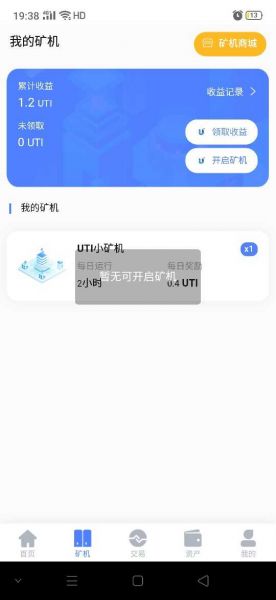 19:38 HD 13
我的矿机
矿机商城
累计收益
1.2 UTI
收益记录
未领取
0 UTI
领取收益
开启矿机
我的矿机
UTI小矿机
x1
每日运行
每日奖励
2小时
0.4 UTI
暂无可开启矿机
首页
矿机
交易
资产
我的